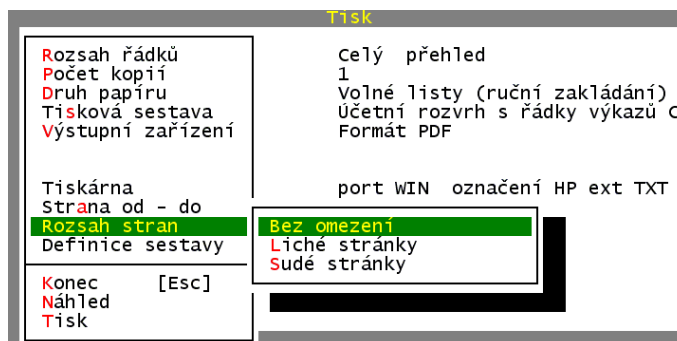 Tisk
Rozsah řádků Celý přehled
Počet kopií 1
Druh papíru Volné listy (ruční zakládání)
Tisková sestava Účetní rozvrh s řádky výkazů
Výstupní zařízení Formát PDF
Tiskárna port WIN označení HP ext TXT
Strana od - do
Rozsah stran Bez omezení
Definice sestavy Liché stránky
Sudé stránky
Konec [Esc]
Náhled
Tisk